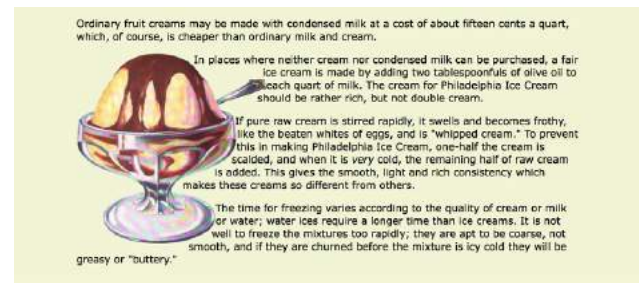 Ordinary fruit creams may be made with condensed milk at a cost of about fifteen cents a quart,
which, of course, is cheaper than ordinary milk and cream.
In places where neither cream nor condensed milk can be purchased, a fair
ice cream is made by adding two tablespoonfuls of olive oil to
each quart of milk. The cream for Philadelphia Ice Cream
should be rather rich, but not double cream.
If pure raw cream is stirred rapidly, it swells and becomes frothy,
like the beaten whites of eggs, and is "whipped cream." To prevent
this in making Philadelphia Ice Cream, one-half the cream is
scalded, and when it is very cold, the remaining half of raw cream
is added. This gives the smooth, light and rich consistency which
makes these creams so different from others.
The time for freezing varies according to the quality of cream or milk
or water; water ices require a longer time than ice creams. It is not
well to freeze the mixtures too rapidly; they are apt to be coarse, not
smooth, and if they are churned before the mixture is icy cold they will be
greasy or "buttery."